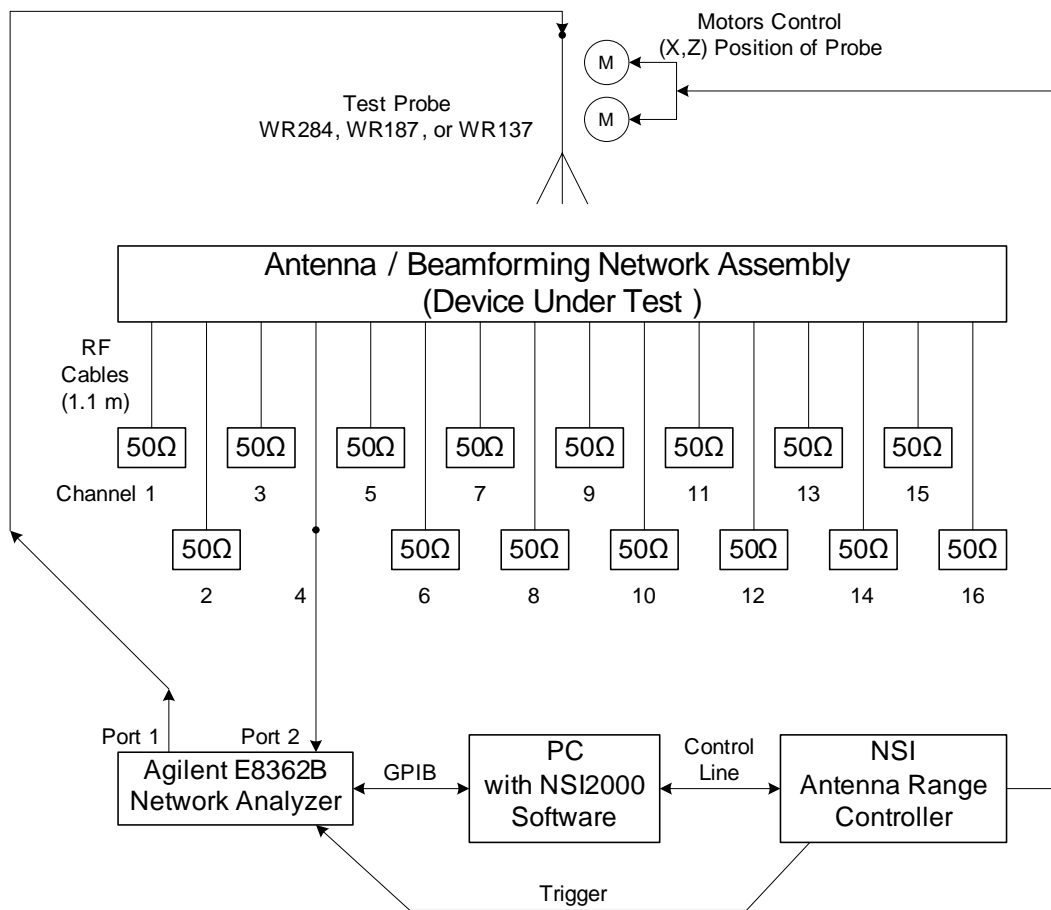 Motors Control
(X,Z) Position of Probe
M
M
Test Probe
WR284, WR187, or WR137
Antenna / Beamforming Network Assembly
(Device Under Test )
RF
Cables
(1.1 m)
50Ω 50Ω 50Ω 50Ω 50Ω 50Ω 50Ω 50Ω
Channel 1 3 5 7 9 11 13 15
50Ω 50Ω 50Ω 50Ω 50Ω 50Ω 50Ω
2 4 6 8 10 12 14 16
Port 1 Port 2
Agilent E8362B
Network Analyzer
GPIB
PC
with NSI2000
Software
Control
Line
NSI
Antenna Range
Controller
Trigger